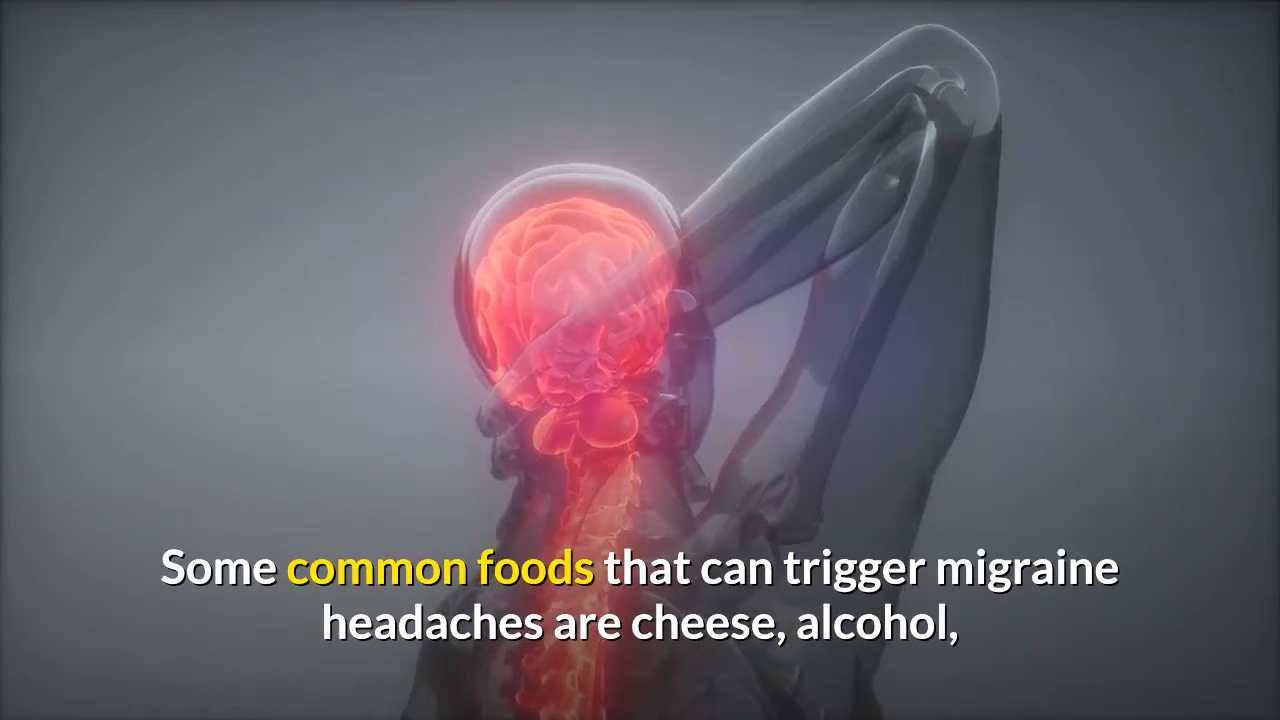 Some common foods that can trigger migraine
headaches are cheese, alcohol,